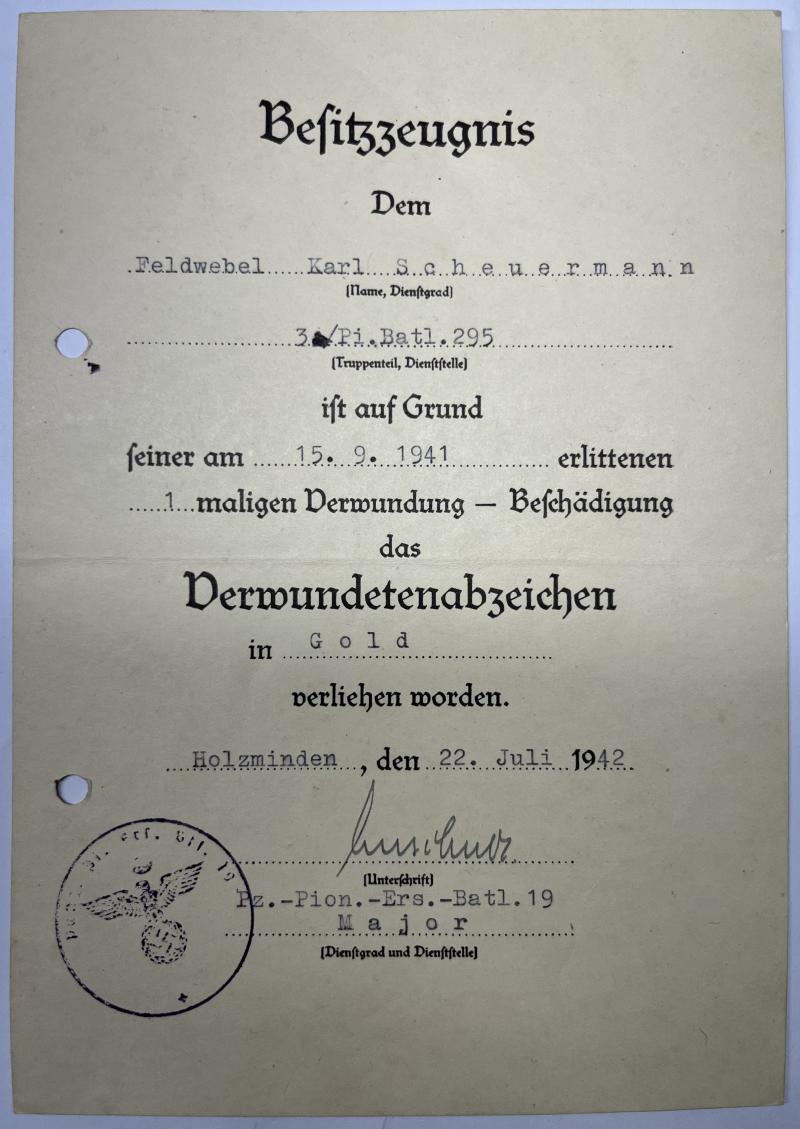 Besitzzeugnis
Dem
Feldwebel Karl Scheuermann
(Name, Dienstgrad)
3./Pi.Batl.295
(Truppenteil, Dienststelle)
ist auf Grund
seiner am 15. 9. 1941 erlittenen
1 maligen Verwundung — Beschädigung
das
Verwundetenabzeichen
in Gold
verliehen worden.
Holzminden, den 22. Juli 1942
(Unterschrift)
Pz.-Pion.-Ers.-Batl.19
Major
(Dienstgrad und Dienststelle)